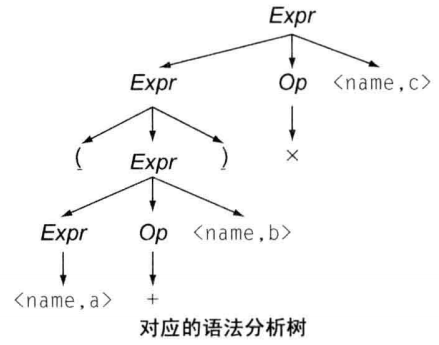 Expr
Expr Op <name,c>
( Expr ) ×
Expr Op <name,b>
<name,a> +
对应的语法分析树